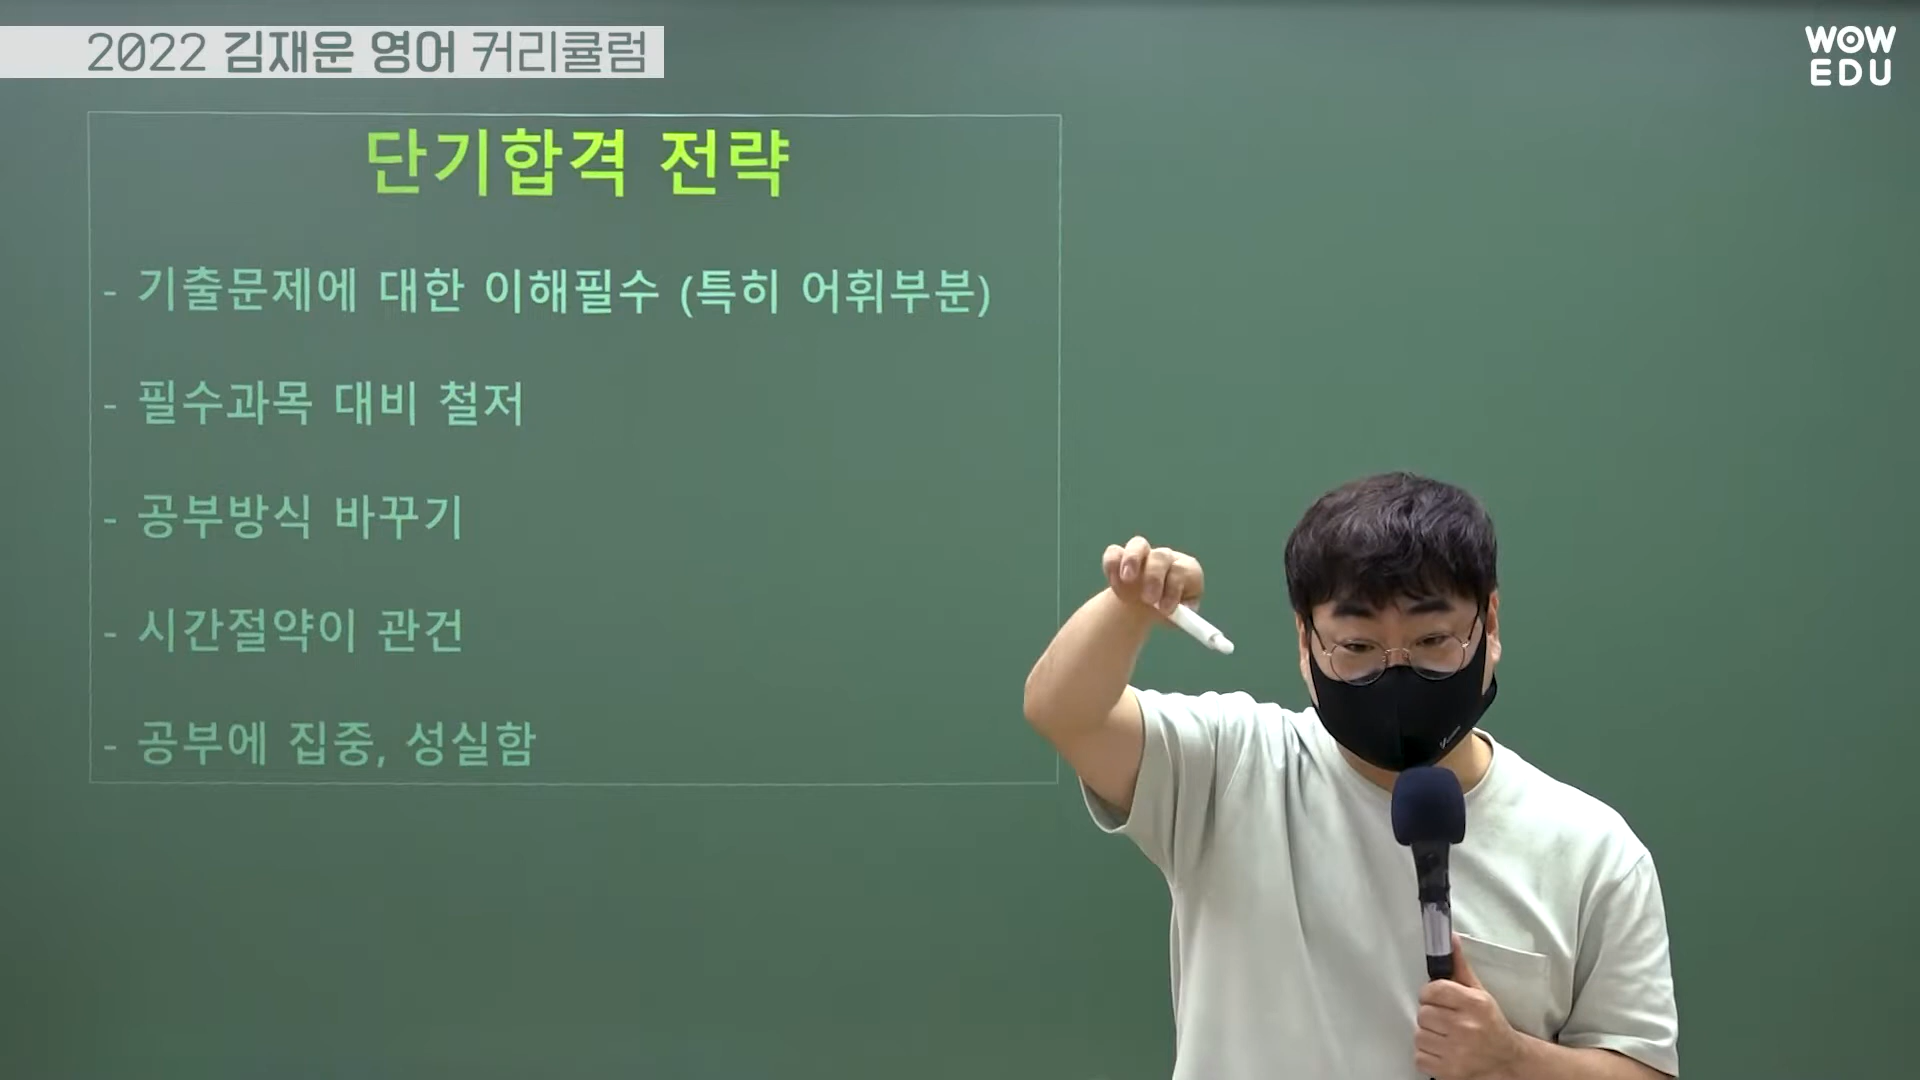 2022 김재운 영어 커리큘럼
WOW
EDU
단기합격 전략
- 기출문제에 대한 이해필수 (특히 어휘부분)
- 필수과목 대비 철저
- 공부방식 바꾸기
- 시간절약이 관건
- 공부에 집중, 성실함